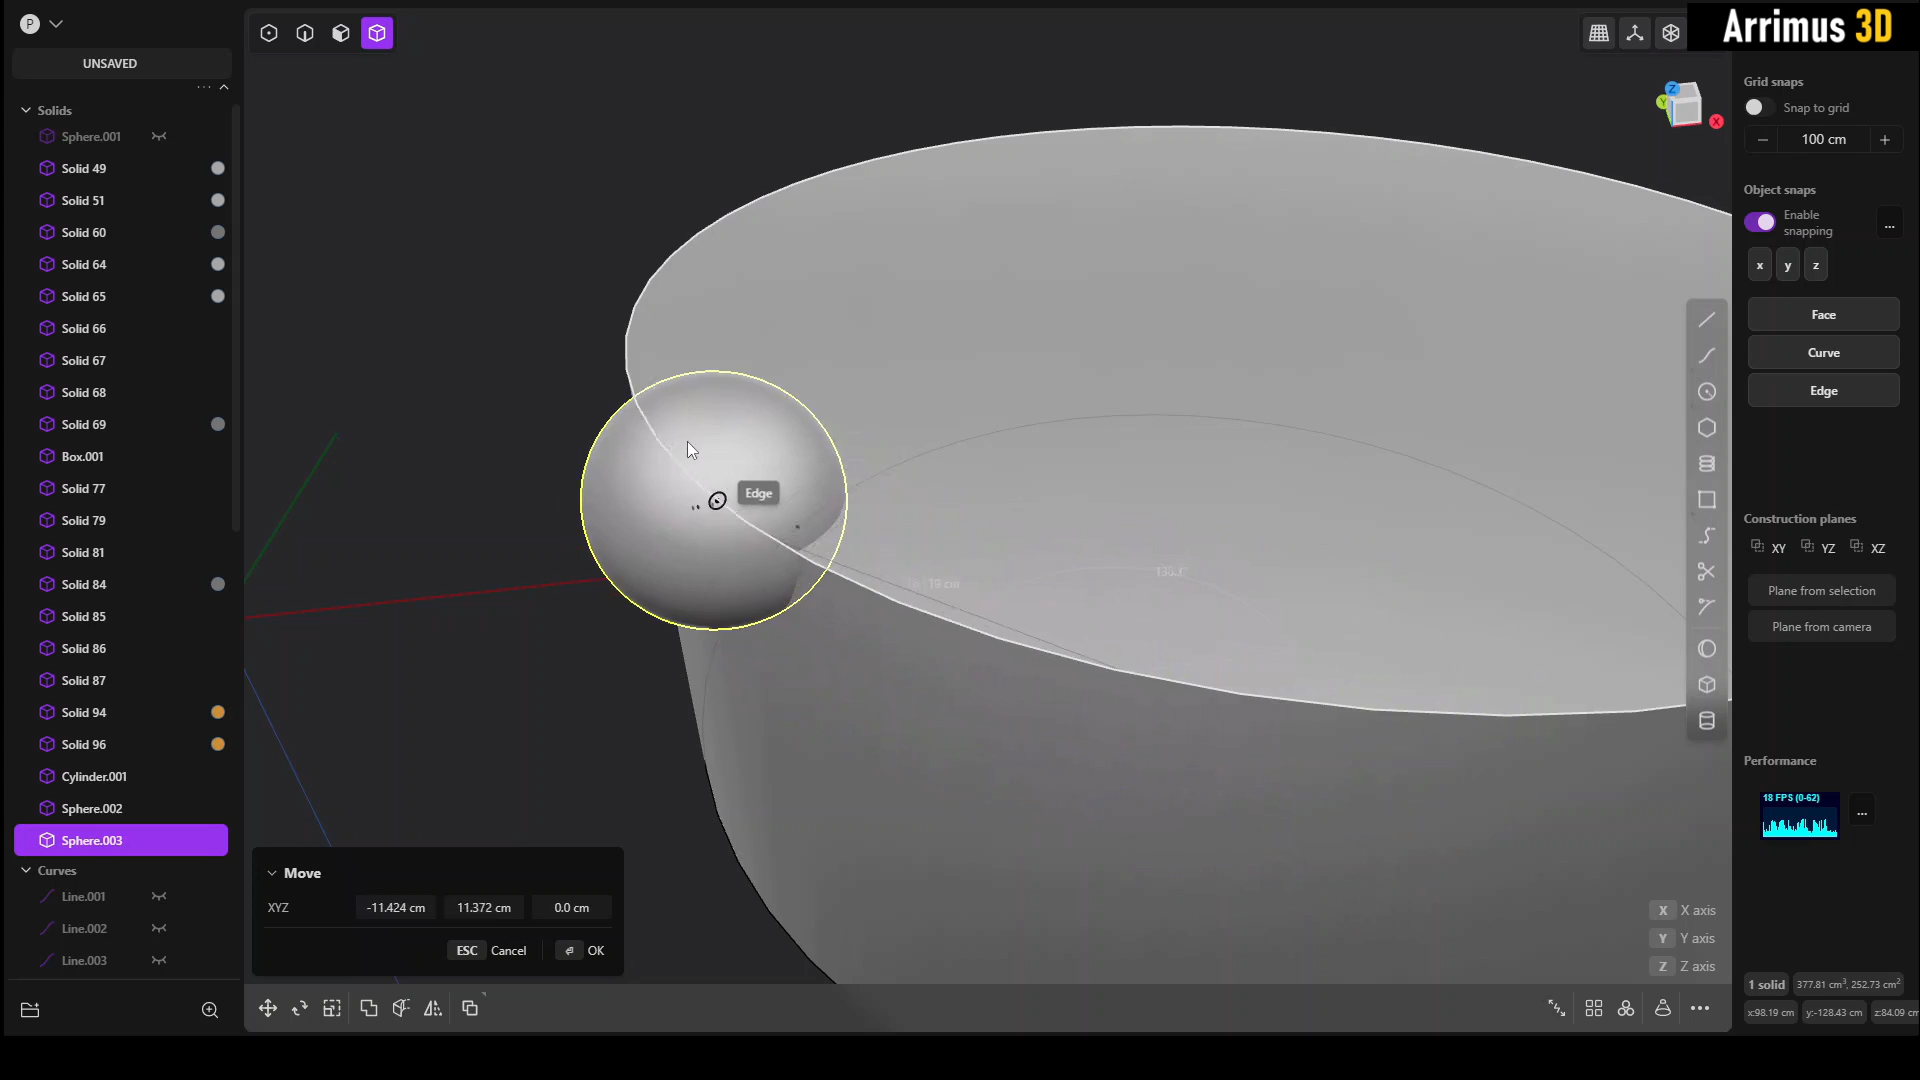 P
Arrimus 3D
UNSAVED
Solids
Sphere.001
Solid 49
Solid 51
Solid 60
Solid 64
Solid 65
Solid 66
Solid 67
Solid 68
Solid 69
Box.001
Solid 77
Solid 79
Solid 81
Solid 84
Solid 85
Solid 86
Solid 87
Solid 94
Solid 96
Cylinder.001
Sphere.002
Sphere.003
Curves
Line.001
Line.002
Line.003
Z
Y
X
Edge
Move
XYZ -11.424 cm 11.372 cm 0.0 cm
ESC Cancel OK
X X axis
Y Y axis
Z Z axis
Grid snaps
Snap to grid
100 cm
Object snaps
Enable
snapping
...
x y z
Face
Curve
Edge
Construction planes
XY YZ XZ
Plane from selection
Plane from camera
Performance
18 FPS (0-62)
...
1 solid 377.81 cm³, 252.73 cm²
x:98.19 cm y:-128.43 cm z:84.09 cm